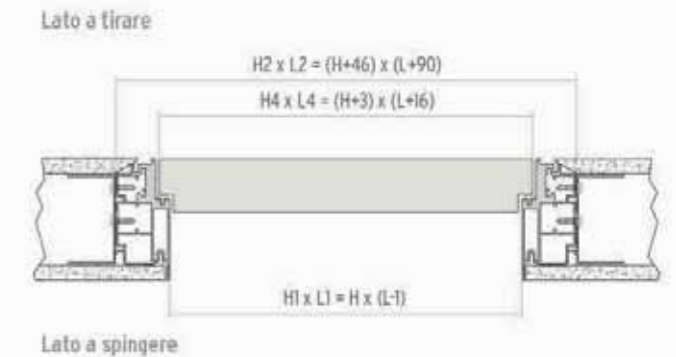 Lato a tirare
H2 x L2 = (H+46) x (L+90)
H4 x L4 = (H+3) x (L+16)
H1 x L1 = H x (L-1)
Lato a spingere